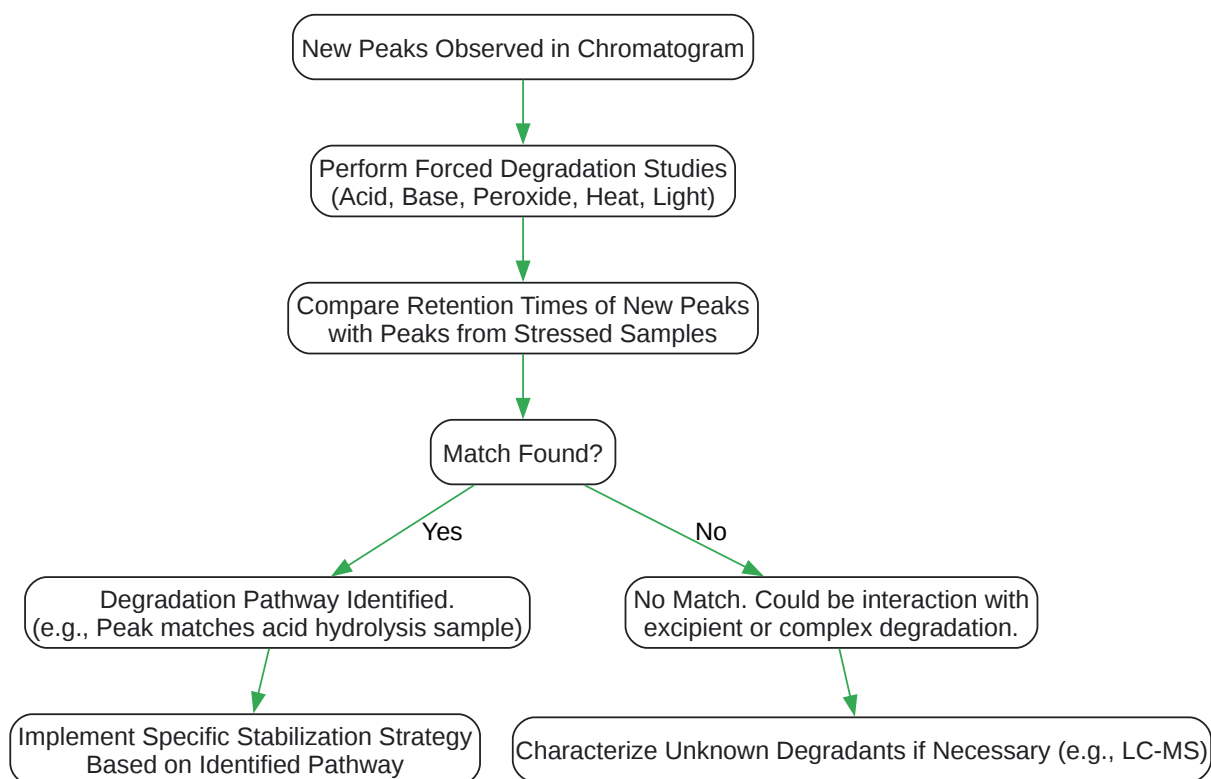 New Peaks Observed in Chromatogram
Perform Forced Degradation Studies
(Acid, Base, Peroxide, Heat, Light)
Compare Retention Times of New Peaks
with Peaks from Stressed Samples
Match Found?
Yes
No
Degradation Pathway Identified.
(e.g., Peak matches acid hydrolysis sample)
No Match. Could be interaction with
excipient or complex degradation.
Implement Specific Stabilization Strategy
Based on Identified Pathway
Characterize Unknown Degradants if Necessary (e.g., LC-MS)